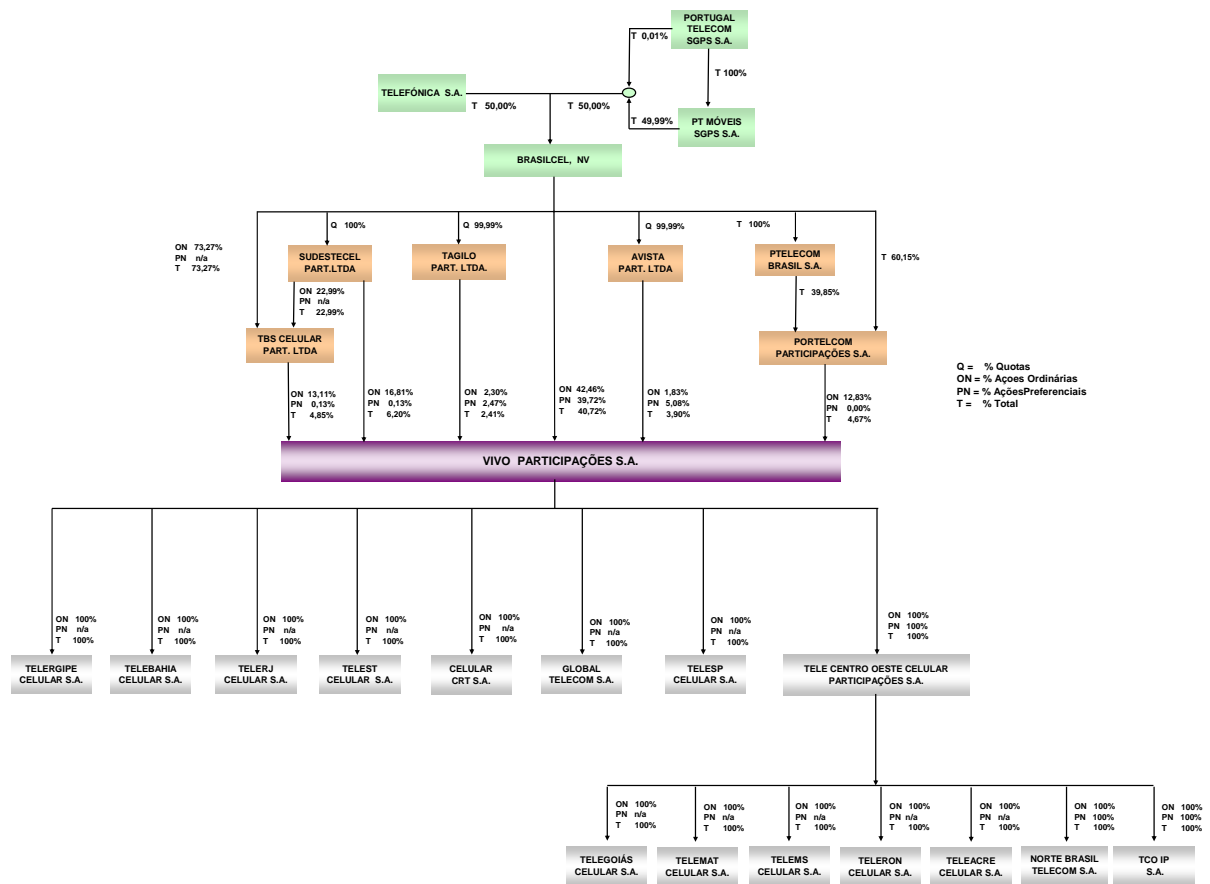 PORTUGAL
TELECOM
SGPS S.A.
T 0,01%
T 100%
TELEFÓNICA S.A.
T 50,00%
T 50,00%
T 49,99%
PT MÓVEIS
SGPS S.A.
BRASILCEL, NV
ON 73,27%
PN n/a
T 73,27%
Q 100%
Q 99,99%
Q 99,99%
T 100%
T 60,15%
SUDESTECEL
PART.LTDA
TAGILO
PART. LTDA.
AVISTA
PART. LTDA
PTELECOM
BRASIL S.A.
ON 22,99%
PN n/a
T 22,99%
T 39,85%
TBS CELULAR
PART. LTDA
PORTELCOM
PARTICIPAÇÕES S.A.
Q = % Quotas
ON = % Açoes Ordinárias
PN = % AçõesPreferenciais
T = % Total
ON 13,11%
PN 0,13%
T 4,85%
ON 16,81%
PN 0,13%
T 6,20%
ON 2,30%
PN 2,47%
T 2,41%
ON 42,46%
PN 39,72%
T 40,72%
ON 1,83%
PN 5,08%
T 3,90%
ON 12,83%
PN 0,00%
T 4,67%
VIVO PARTICIPAÇÕES S.A.
ON 100%
PN n/a
T 100%
ON 100%
PN n/a
T 100%
ON 100%
PN n/a
T 100%
ON 100%
PN n/a
T 100%
ON 100%
PN n/a
T 100%
ON 100%
PN n/a
T 100%
ON 100%
PN n/a
T 100%
ON 100%
PN 100%
T 100%
TELERGIPE
CELULAR S.A.
TELEBAHIA
CELULAR S.A.
TELERJ
CELULAR S.A.
TELEST
CELULAR S.A.
CELULAR
CRT S.A.
GLOBAL
TELECOM S.A.
TELESP
CELULAR S.A.
TELE CENTRO OESTE CELULAR
PARTICIPAÇÕES S.A.
ON 100%
PN n/a
T 100%
ON 100%
PN n/a
T 100%
ON 100%
PN n/a
T 100%
ON 100%
PN n/a
T 100%
ON 100%
PN n/a
T 100%
ON 100%
PN 100%
T 100%
ON 100%
PN 100%
T 100%
TELEGOIÁS
CELULAR S.A.
TELEMAT
CELULAR S.A.
TELEMS
CELULAR S.A.
TELERON
CELULAR S.A.
TELEACRE
CELULAR S.A.
NORTE BRASIL
TELECOM S.A.
TCO IP
S.A.